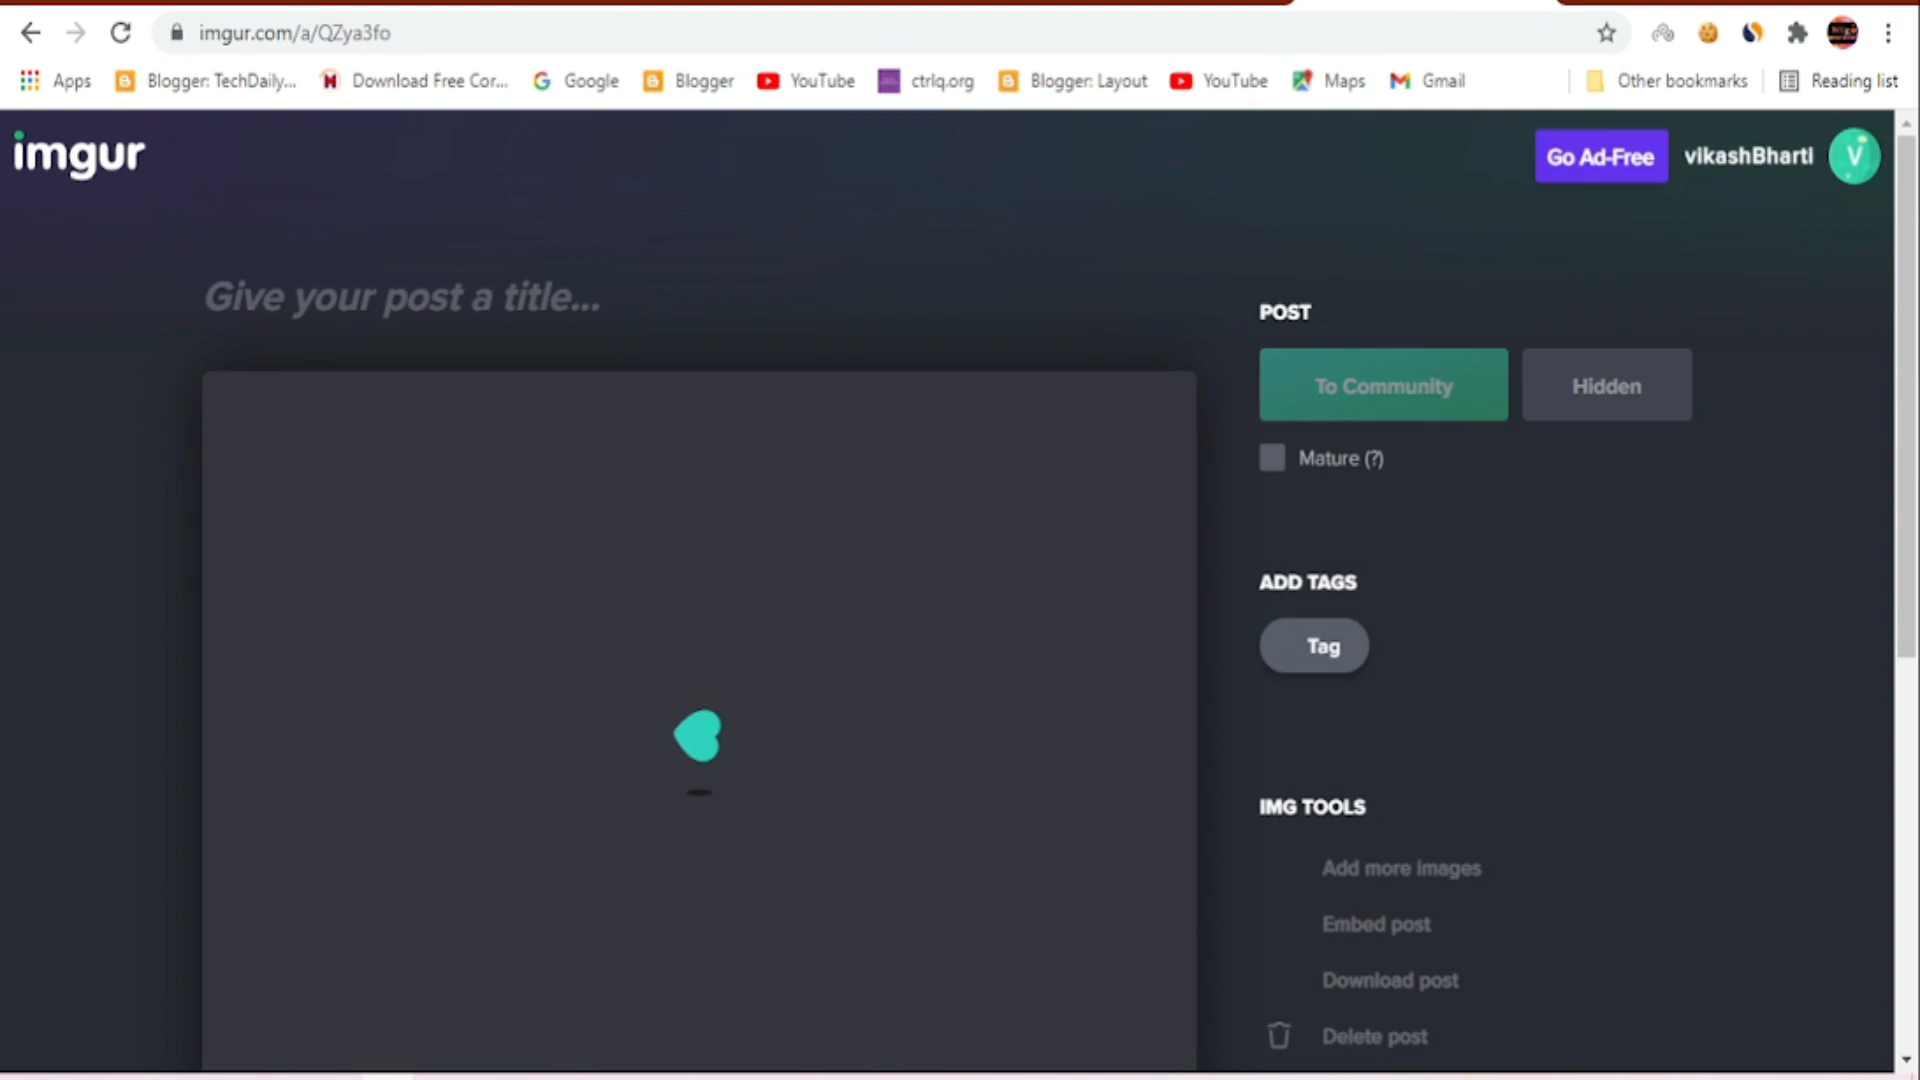 imgur.com/a/QZya3fo
Apps Blogger: TechDaily... Download Free Cor... Google Blogger YouTube ctrlq.org Blogger: Layout YouTube Maps Gmail Other bookmarks Reading list
imgur Go Ad-Free vikashBharti V
Give your post a title...
POST
To Community Hidden
Mature (?)
ADD TAGS
Tag
IMG TOOLS
Add more images
Embed post
Download post
Delete post